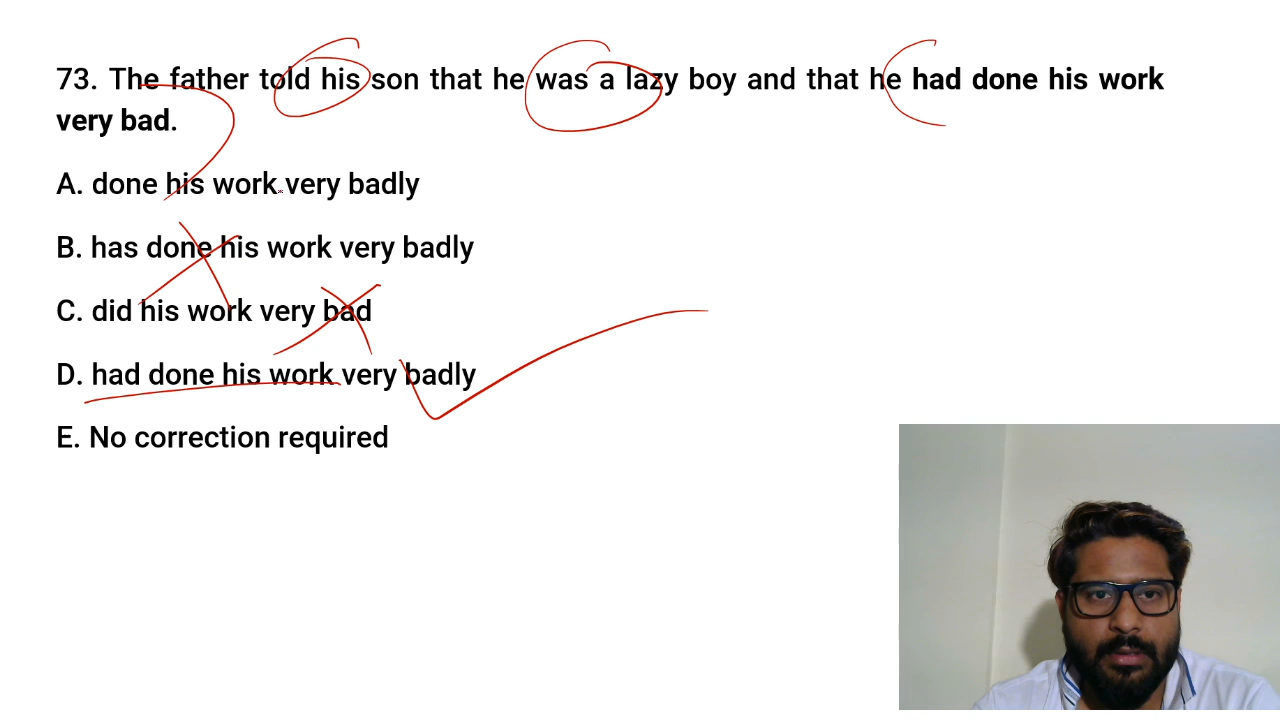 73. The father told his son that he was a lazy boy and that he had done his work
very bad.
A. done his work very badly
B. has done his work very badly
C. did his work very bad
D. had done his work very badly
E. No correction required